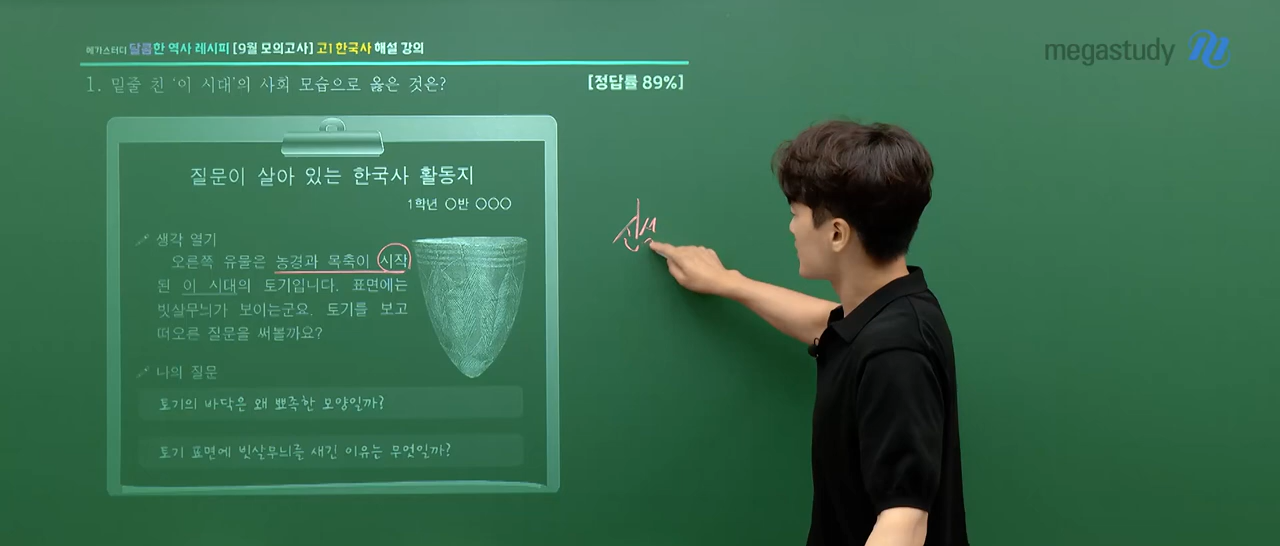 메가스터디 달콤한 역사 레시피 [9월 모의고사] 고1 한국사 해설 강의
megastudy
1. 밑줄 친 ‘이 시대’의 사회 모습으로 옳은 것은?
[정답률 89%]
질문이 살아 있는 한국사 활동지
1학년 ○반 ○○○
생각 열기
오른쪽 유물은 농경과 목축이 시작
된 이 시대의 토기입니다. 표면에는
빗살무늬가 보이는군요. 토기를 보고
떠오른 질문을 써볼까요?
나의 질문
토기의 바닥은 왜 뾰족한 모양일까?
토기 표면에 빗살무늬를 새긴 이유는 무엇일까?
신석